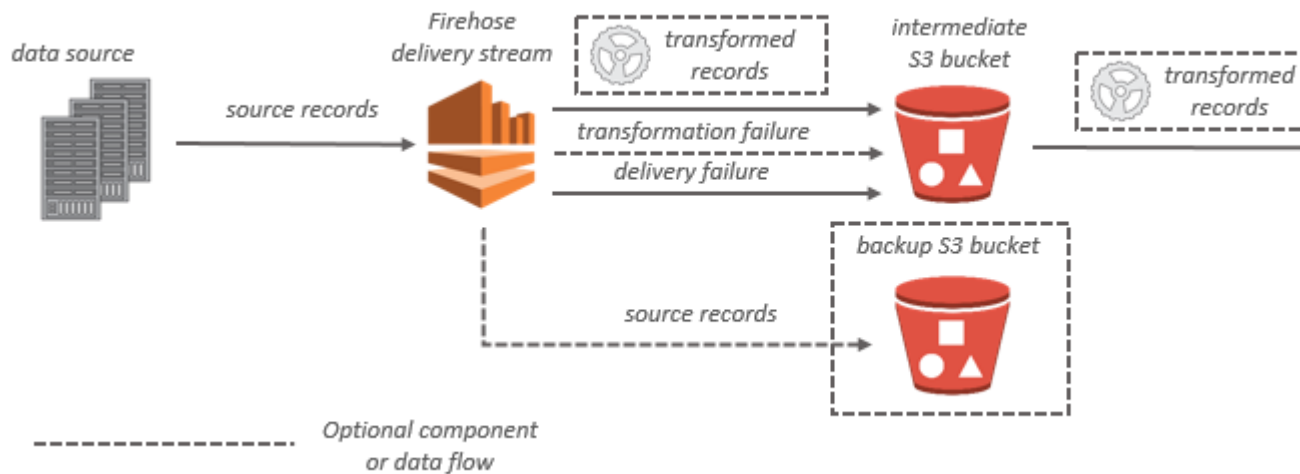 data source
source records
Firehose
delivery stream
transformed
records
transformation failure
delivery failure
intermediate
S3 bucket
transformed
records
backup S3 bucket
source records
Optional component
or data flow